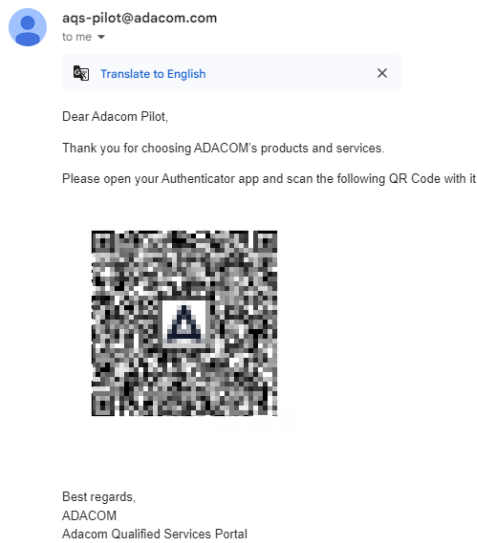 aqs-pilot@adacom.com
to me
Translate to English
Dear Adacom Pilot,
Thank you for choosing ADACOM's products and services.
Please open your Authenticator app and scan the following QR Code with it
Best regards,
ADACOM
Adacom Qualified Services Portal